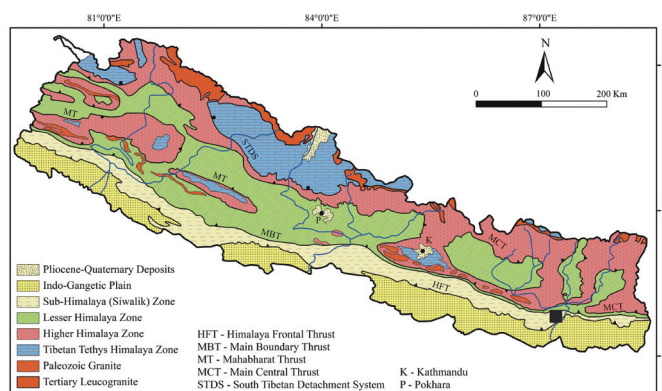 81°0'0"E 84°0'0"E 87°0'0"E
N
0 100 200 Km
MT
STDS
MT
P
MBT
K
MCT
HFT
MCT
Pliocene-Quaternary Deposits
Indo-Gangetic Plain
Sub-Himalaya (Siwalik) Zone
Lesser Himalaya Zone
Higher Himalaya Zone
Tibetan Tethys Himalaya Zone
Paleozoic Granite
Tertiary Leucogranite
HFT - Himalaya Frontal Thrust
MBT - Main Boundary Thrust
MT - Mahabharat Thrust
MCT - Main Central Thrust
STDS - South Tibetan Detachment System
K - Kathmandu
P - Pokhara